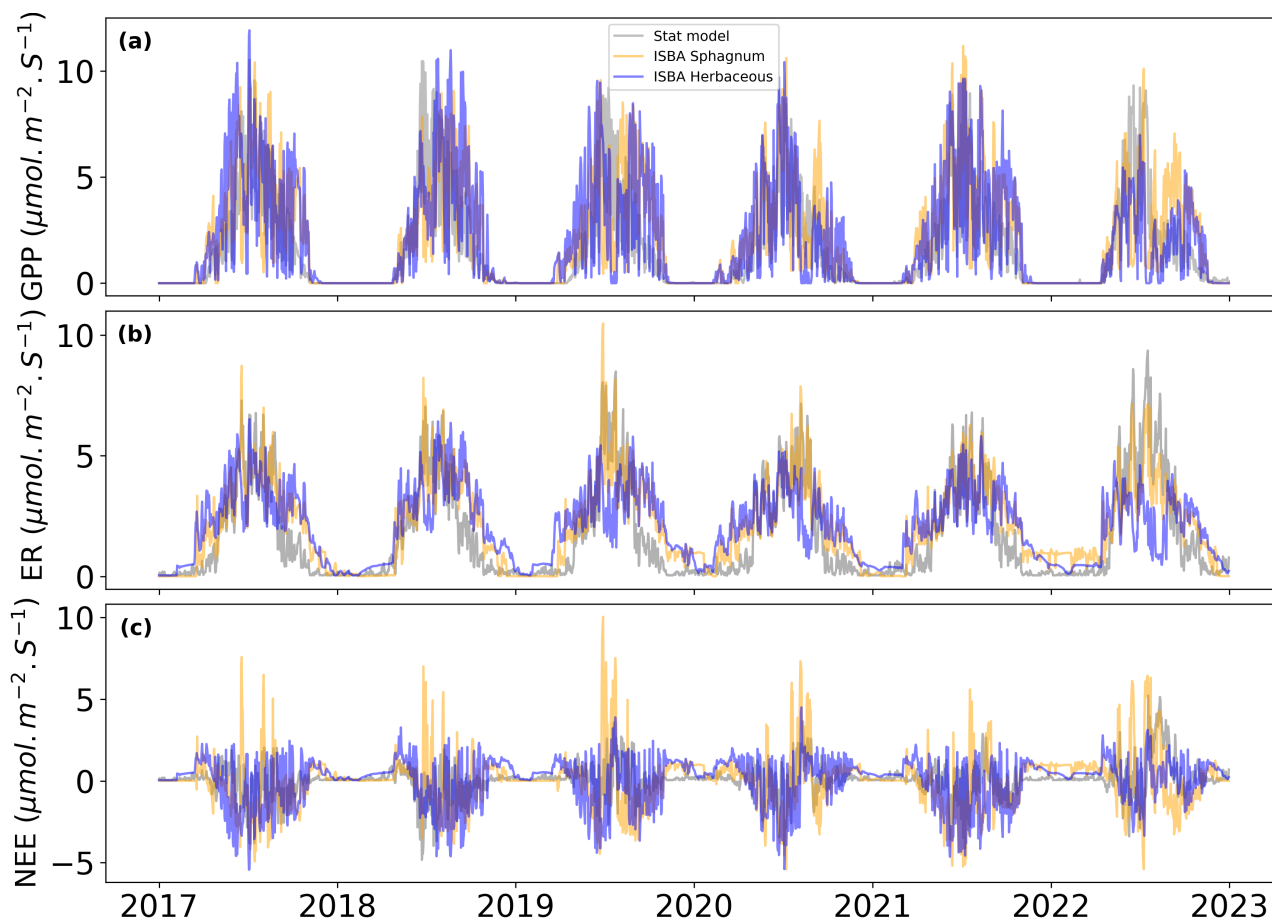 (a)
Stat model
ISBA Sphagnum
ISBA Herbaceous
GPP (μmol. m⁻². S⁻¹)
10
5
0
(b)
ER (μmol. m⁻². S⁻¹)
10
5
0
(c)
NEE (μmol. m⁻². S⁻¹)
10
5
0
−5
2017 2018 2019 2020 2021 2022 2023